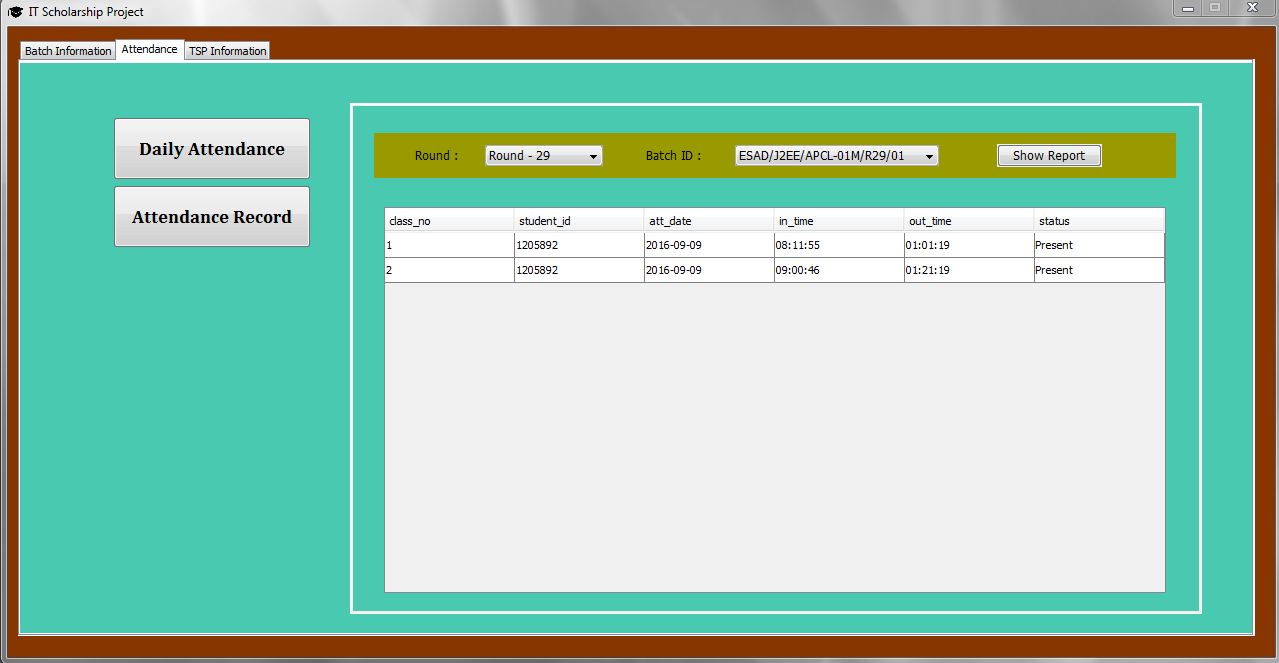 IT Scholarship Project
Batch Information Attendance TSP Information
Daily Attendance
Attendance Record
Round : Round - 29 Batch ID : ESAD/J2EE/APCL-01M/R29/01 Show Report
class_no student_id att_date in_time out_time status
1 1205892 2016-09-09 08:11:55 01:01:19 Present
2 1205892 2016-09-09 09:00:46 01:21:19 Present